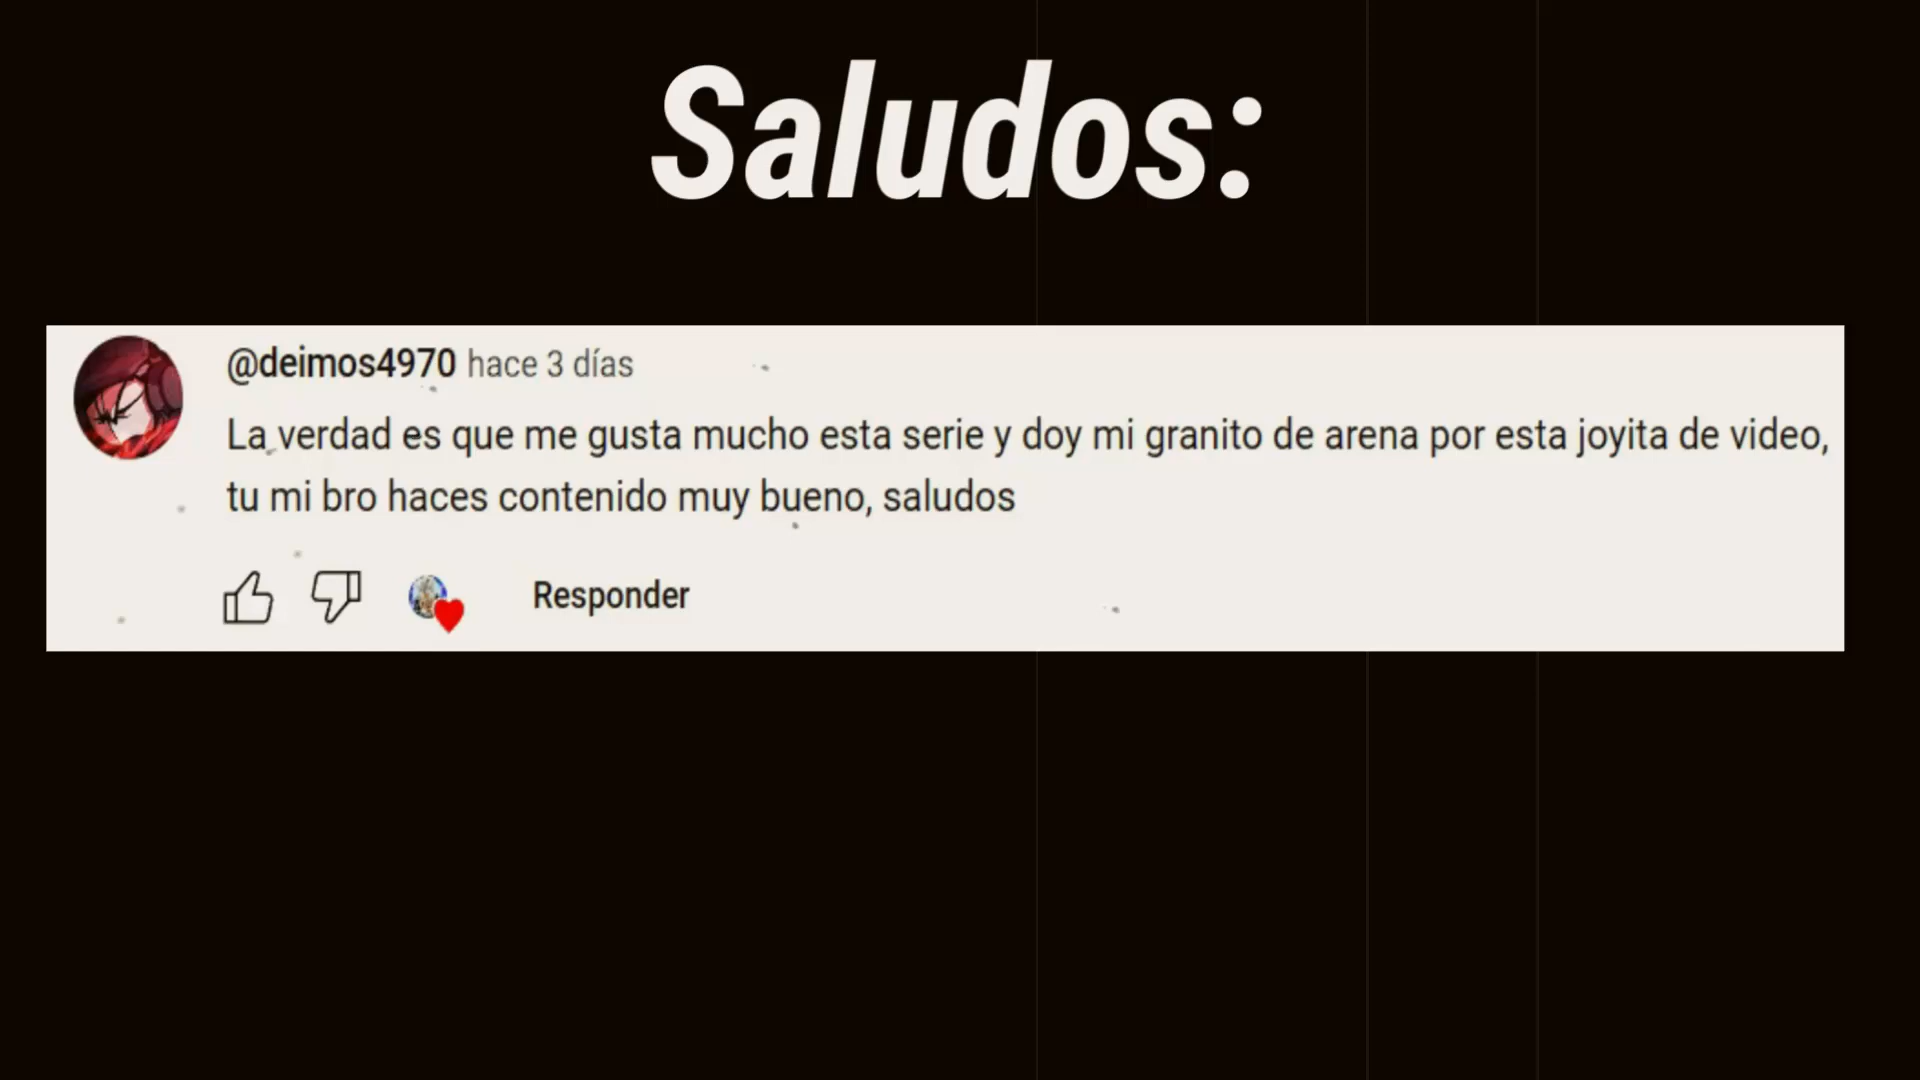 Saludos:
@deimos4970 hace 3 días
La verdad es que me gusta mucho esta serie y doy mi granito de arena por esta joyita de video,
tu mi bro haces contenido muy bueno, saludos
Responder